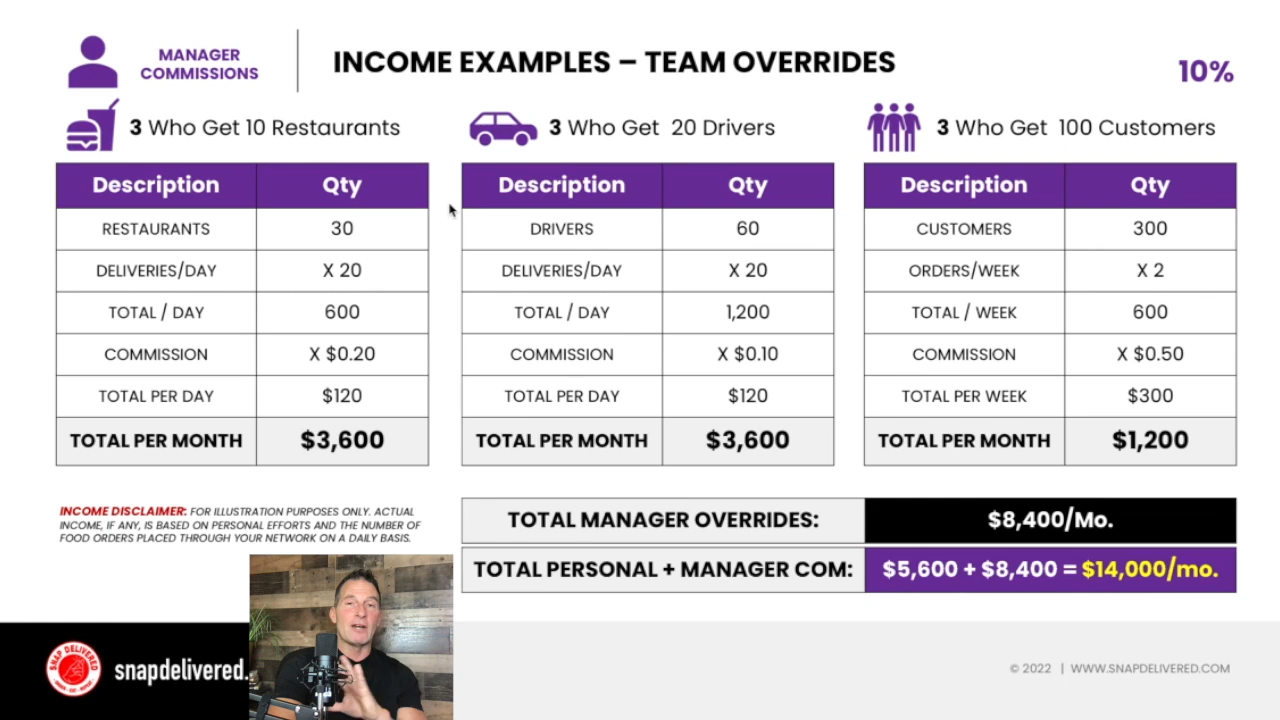 MANAGER
COMMISSIONS
INCOME EXAMPLES – TEAM OVERRIDES
10%
3 Who Get 10 Restaurants
Description Qty
RESTAURANTS 30
DELIVERIES/DAY X 20
TOTAL / DAY 600
COMMISSION X $0.20
TOTAL PER DAY $120
TOTAL PER MONTH $3,600
3 Who Get 20 Drivers
Description Qty
DRIVERS 60
DELIVERIES/DAY X 20
TOTAL / DAY 1,200
COMMISSION X $0.10
TOTAL PER DAY $120
TOTAL PER MONTH $3,600
3 Who Get 100 Customers
Description Qty
CUSTOMERS 300
ORDERS/WEEK X 2
TOTAL / WEEK 600
COMMISSION X $0.50
TOTAL PER WEEK $300
TOTAL PER MONTH $1,200
INCOME DISCLAIMER: FOR ILLUSTRATION PURPOSES ONLY. ACTUAL
INCOME, IF ANY, IS BASED ON PERSONAL EFFORTS AND THE NUMBER OF
FOOD ORDERS PLACED THROUGH YOUR NETWORK ON A DAILY BASIS.
TOTAL MANAGER OVERRIDES: $8,400/Mo.
TOTAL PERSONAL + MANAGER COM: $5,600 + $8,400 = $14,000/mo.
SNAP DELIVERED
snapdelivered.
© 2022 | WWW.SNAPDELIVERED.COM